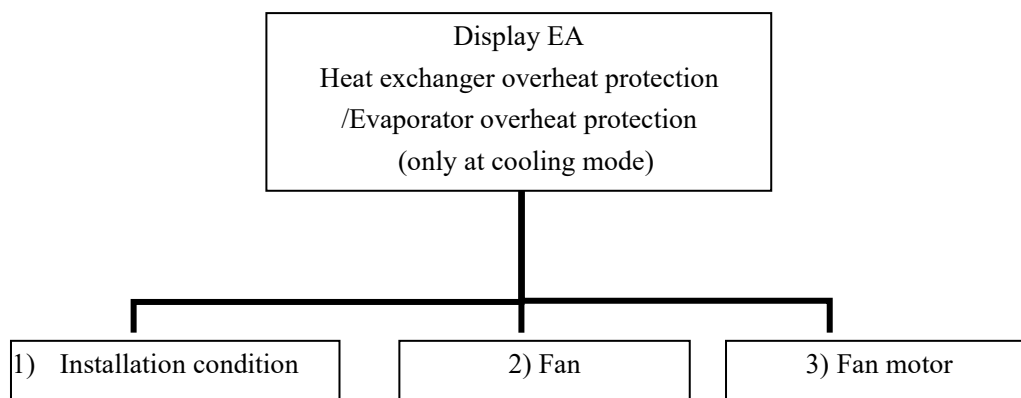 Display EA
Heat exchanger overheat protection
/Evaporator overheat protection
(only at cooling mode)
1) Installation condition
2) Fan
3) Fan motor